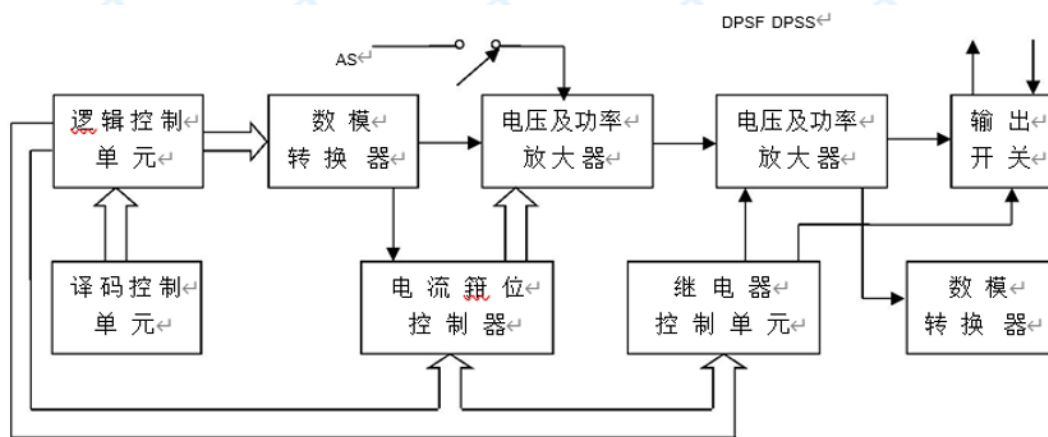 DPSF DPSS
AS
逻辑控制
单元
数模
转换器
电压及功率
放大器
电压及功率
放大器
输出
开关
译码控制
单元
电流箝位
控制器
继电器
控制单元
数模
转换器